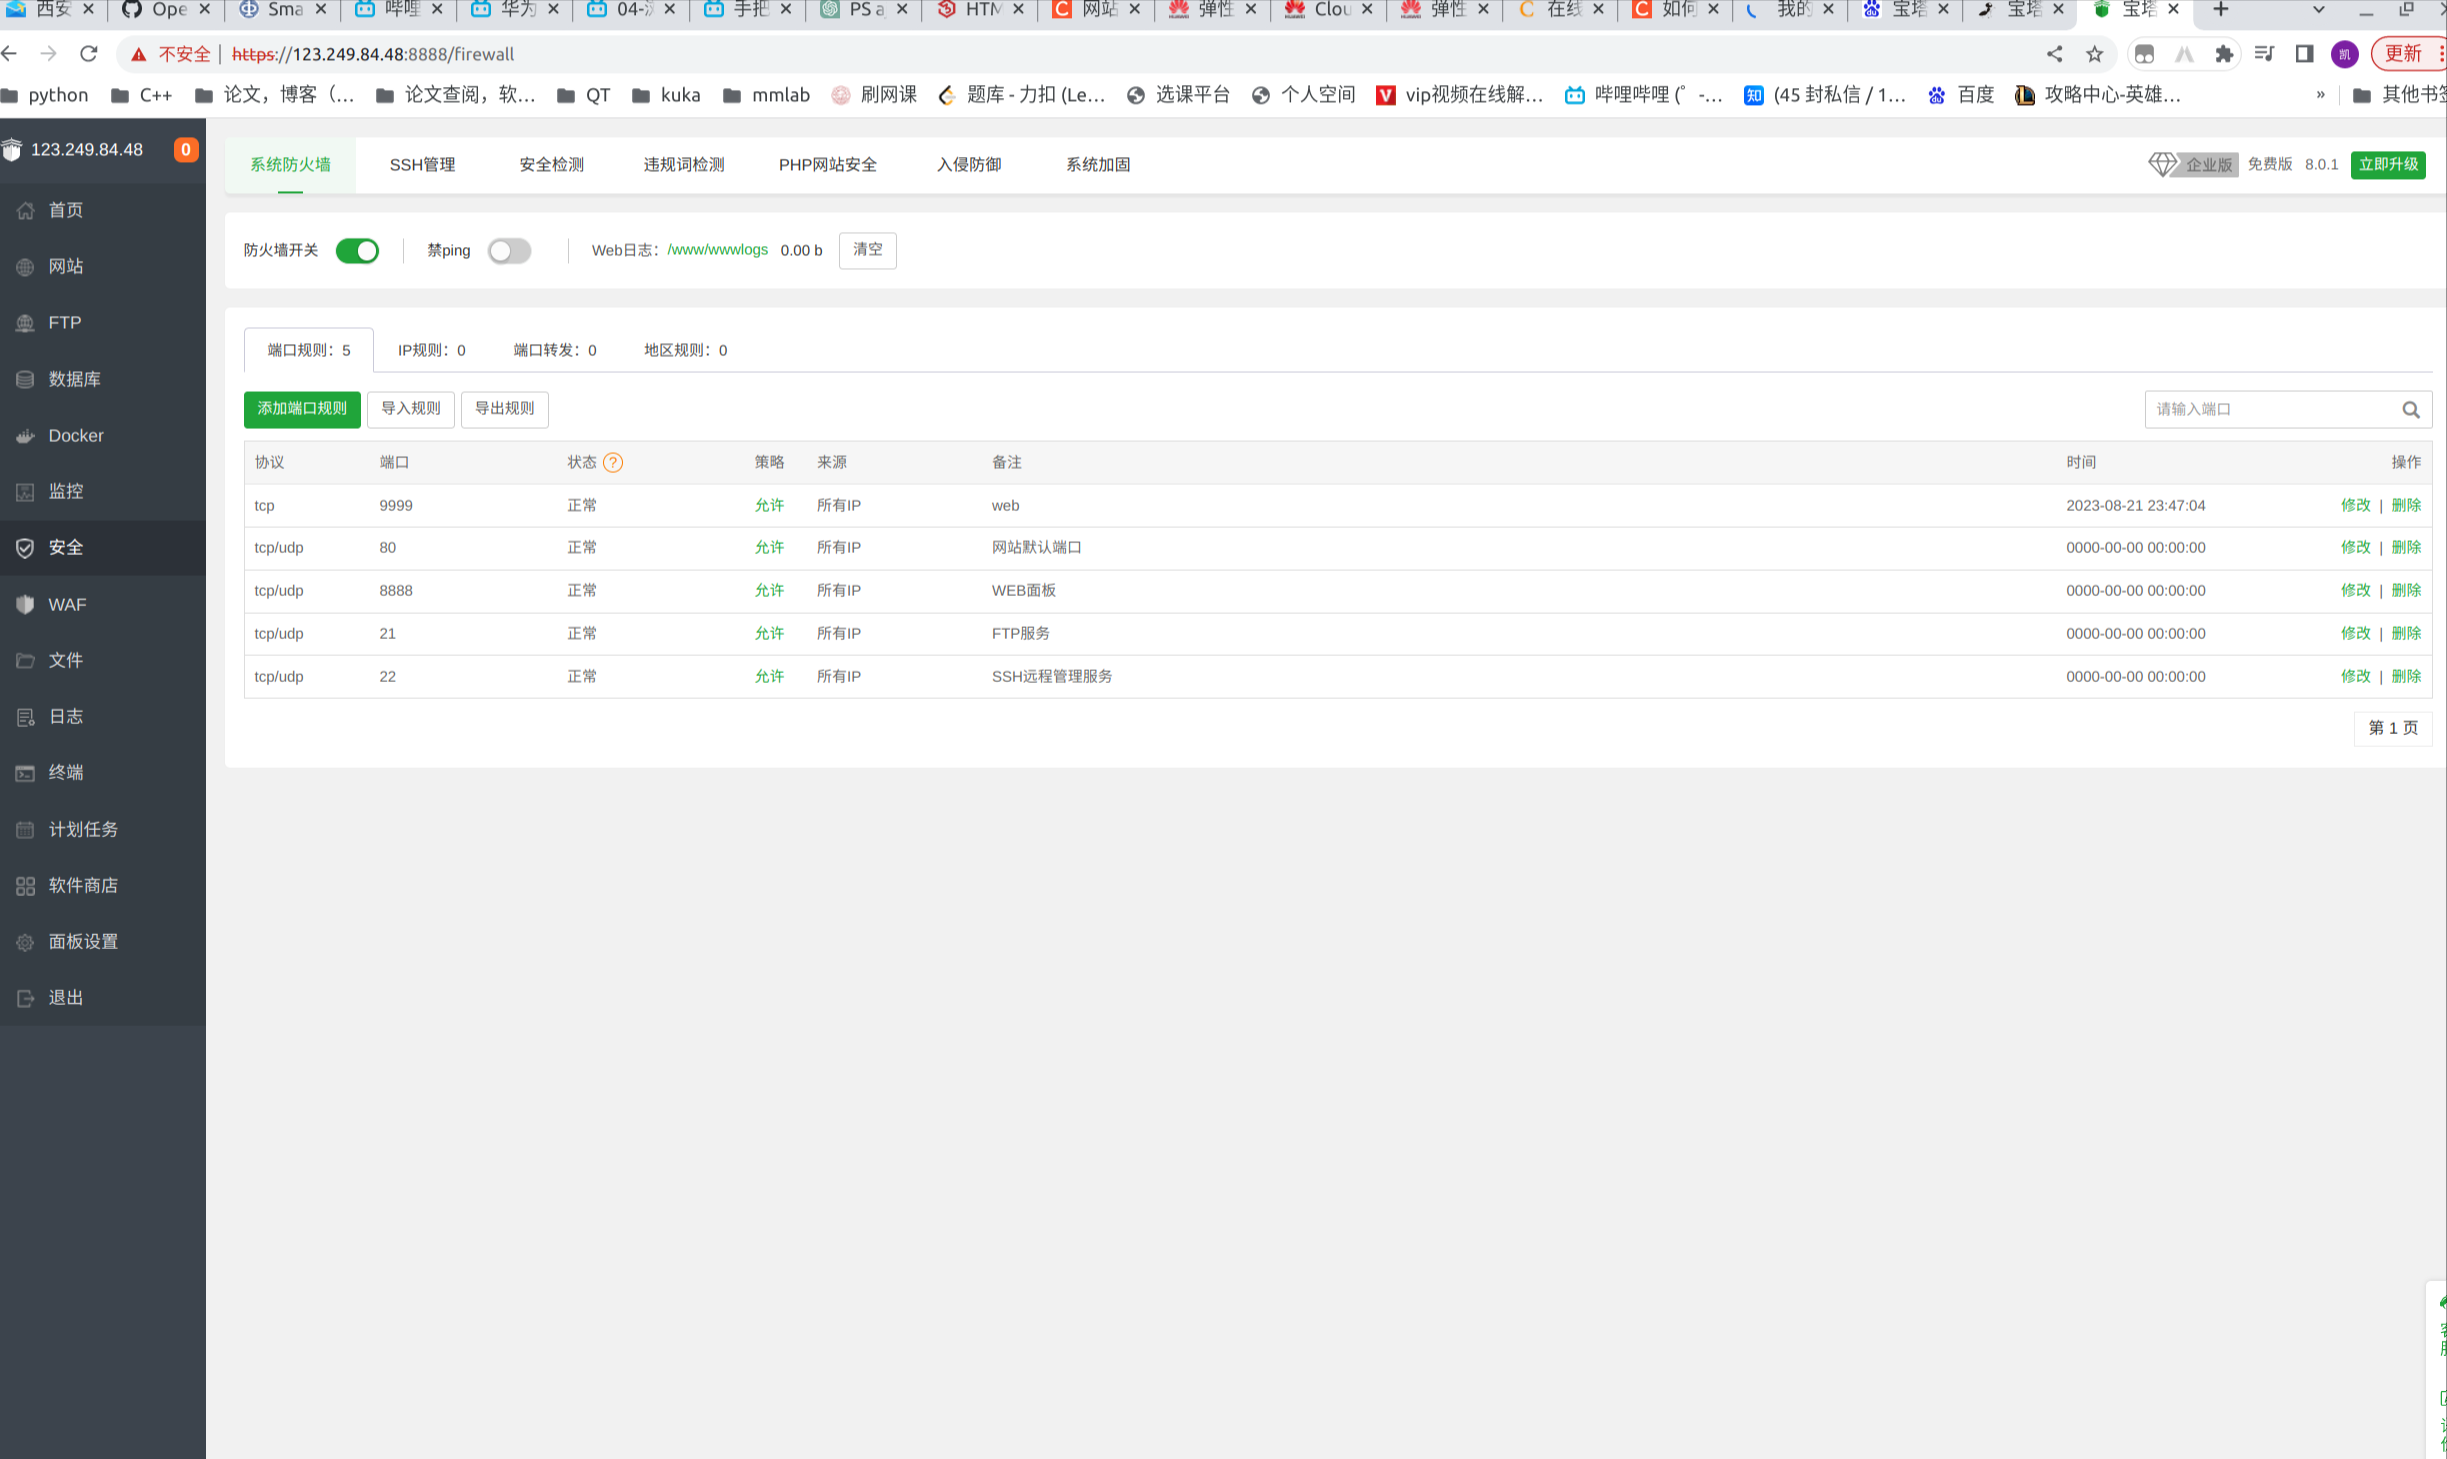 西安 Ope Sma 哔哩 华为 04- 手把 PS a HTM 网站 弹性 Clou 弹性 在线 如何 我的 宝塔 宝塔 宝塔
不安全 https://123.249.84.48:8888/firewall 凯 更新
python C++ 论文，博客（... 论文查阅，软... QT kuka mmlab 刷网课 题库 - 力扣 (Le... 选课平台 个人空间 vip视频在线解... 哔哩哔哩 (゜-... (45 封私信 / 1... 百度 攻略中心-英雄... » 其他书签
123.249.84.48 0
首页
网站
FTP
数据库
Docker
监控
安全
WAF
文件
日志
终端
计划任务
软件商店
面板设置
退出
系统防火墙 SSH管理 安全检测 违规词检测 PHP网站安全 入侵防御 系统加固 企业版 免费版 8.0.1 立即升级
防火墙开关 禁ping Web日志：/www/wwwlogs 0.00 b 清空
端口规则：5 IP规则：0 端口转发：0 地区规则：0
添加端口规则 导入规则 导出规则 请输入端口
协议 端口 状态 ? 策略 来源 备注 时间 操作
tcp 9999 正常 允许 所有IP web 2023-08-21 23:47:04 修改 | 删除
tcp/udp 80 正常 允许 所有IP 网站默认端口 0000-00-00 00:00:00 修改 | 删除
tcp/udp 8888 正常 允许 所有IP WEB面板 0000-00-00 00:00:00 修改 | 删除
tcp/udp 21 正常 允许 所有IP FTP服务 0000-00-00 00:00:00 修改 | 删除
tcp/udp 22 正常 允许 所有IP SSH远程管理服务 0000-00-00 00:00:00 修改 | 删除
第 1 页